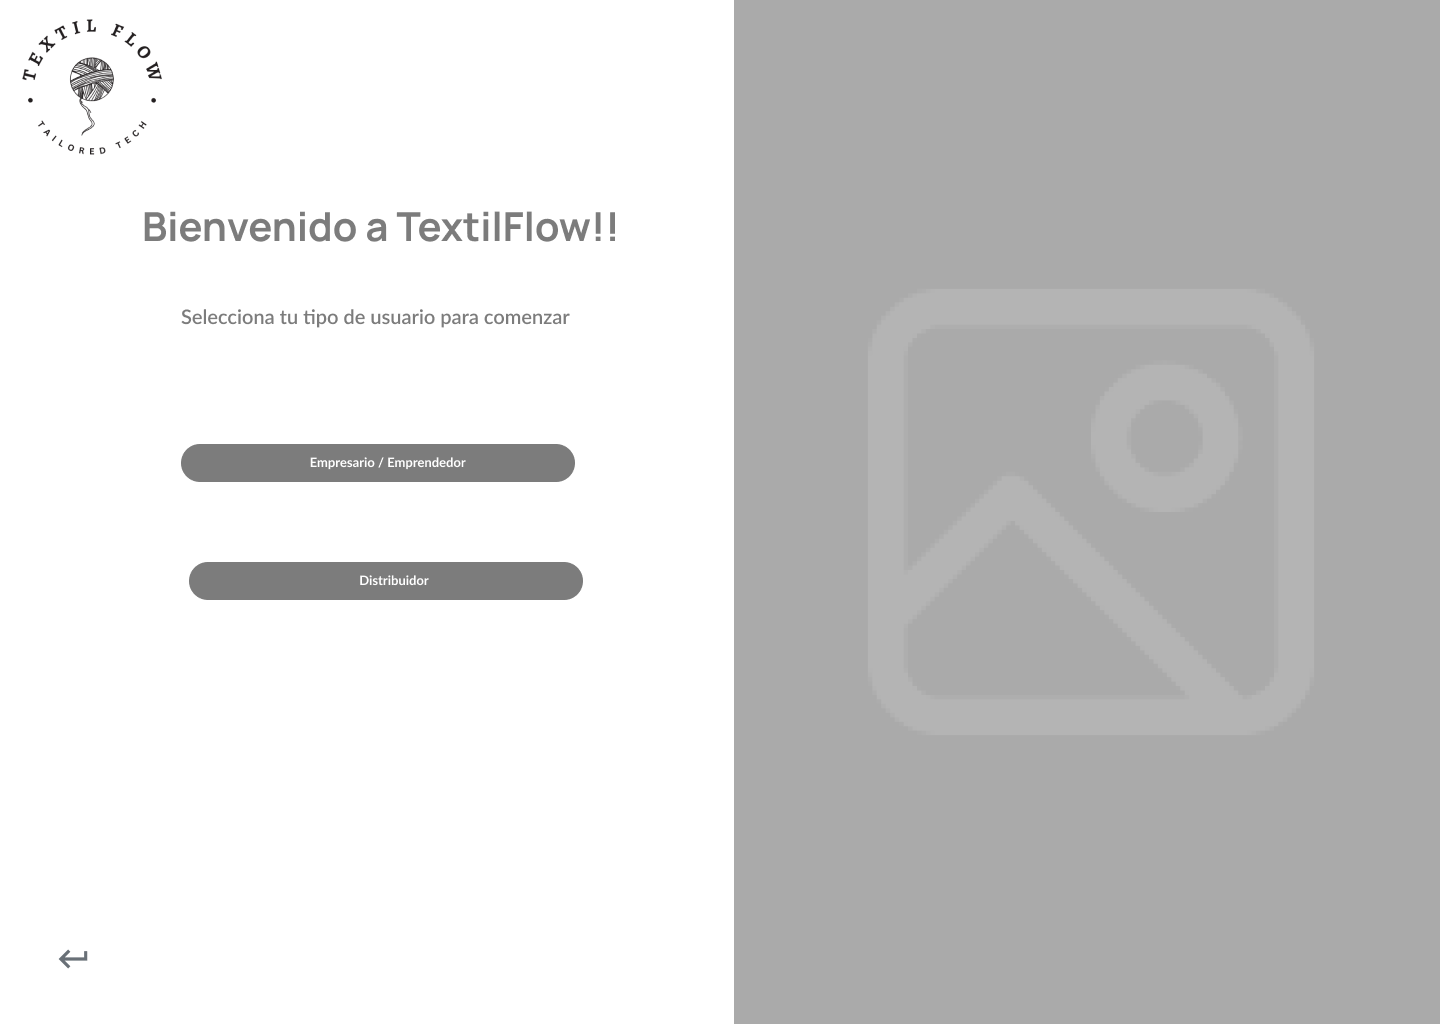 TEXTIL FLOW
TAILORED TECH
Bienvenido a TextilFlow!!
Selecciona tu tipo de usuario para comenzar
Empresario / Emprendedor
Distribuidor